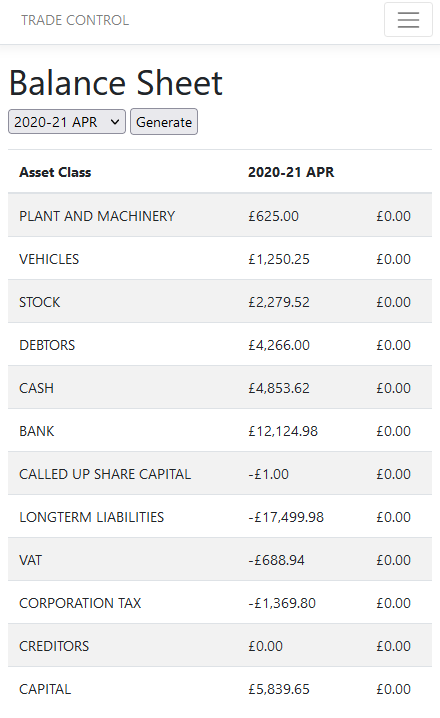 TRADE CONTROL
Balance Sheet
2020-21 APR Generate
Asset Class 2020-21 APR
PLANT AND MACHINERY £625.00 £0.00
VEHICLES £1,250.25 £0.00
STOCK £2,279.52 £0.00
DEBTORS £4,266.00 £0.00
CASH £4,853.62 £0.00
BANK £12,124.98 £0.00
CALLED UP SHARE CAPITAL -£1.00 £0.00
LONGTERM LIABILITIES -£17,499.98 £0.00
VAT -£688.94 £0.00
CORPORATION TAX -£1,369.80 £0.00
CREDITORS £0.00 £0.00
CAPITAL £5,839.65 £0.00